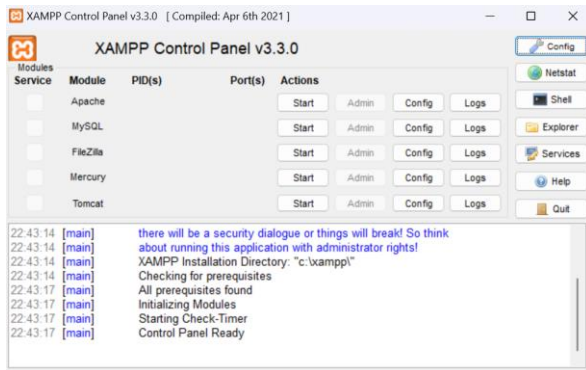 XAMPP Control Panel v3.3.0 [ Compiled: Apr 6th 2021 ]
XAMPP Control Panel v3.3.0
Config
Modules
Service Module PID(s) Port(s) Actions
Netstat
Apache Start Admin Config Logs
Shell
MySQL Start Admin Config Logs
Explorer
FileZilla Start Admin Config Logs
Services
Mercury Start Admin Config Logs
Help
Tomcat Start Admin Config Logs
Quit
22:43:14 [main] there will be a security dialogue or things will break! So think
22:43:14 [main] about running this application with administrator rights!
22:43:14 [main] XAMPP Installation Directory: "c:\xampp\"
22:43:14 [main] Checking for prerequisites
22:43:17 [main] All prerequisites found
22:43:17 [main] Initializing Modules
22:43:17 [main] Starting Check-Timer
22:43:17 [main] Control Panel Ready